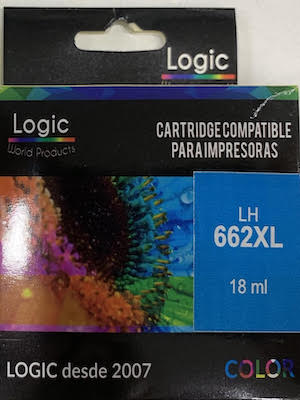 Logic
Logic
World Products
CARTRIDGE COMPATIBLE
PARA IMPRESORAS
LH
662XL
18 ml
LOGIC desde 2007
COLOR